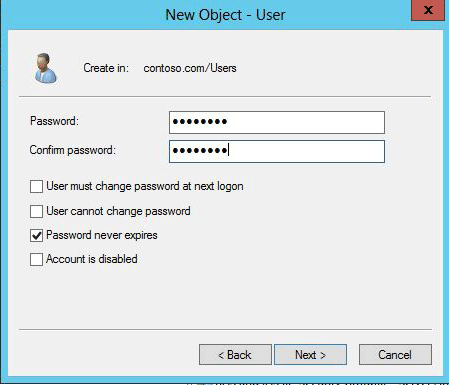 New Object - User
x
Create in: contoso.com/Users
Password: ●●●●●●●●
Confirm password: ●●●●●●●●
User must change password at next logon
User cannot change password
Password never expires
Account is disabled
< Back Next > Cancel